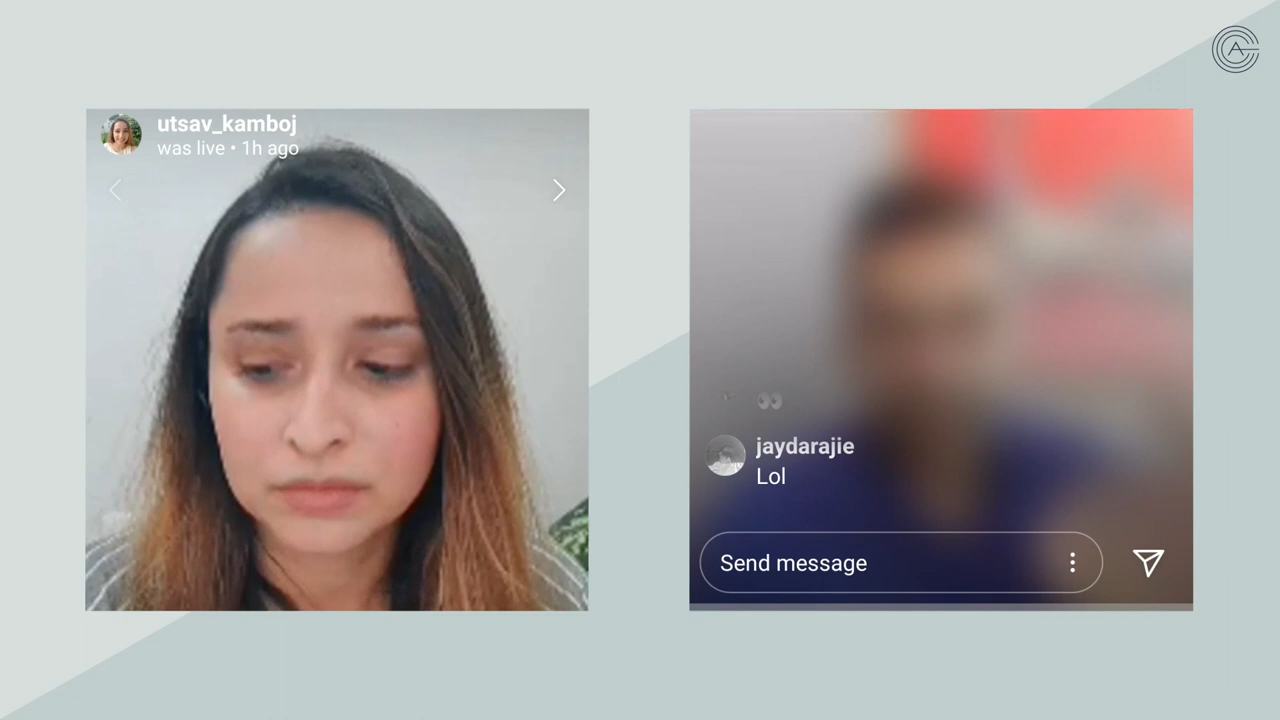 utsav_kamboj
was live • 1h ago
jaydarajie
Lol
Send message